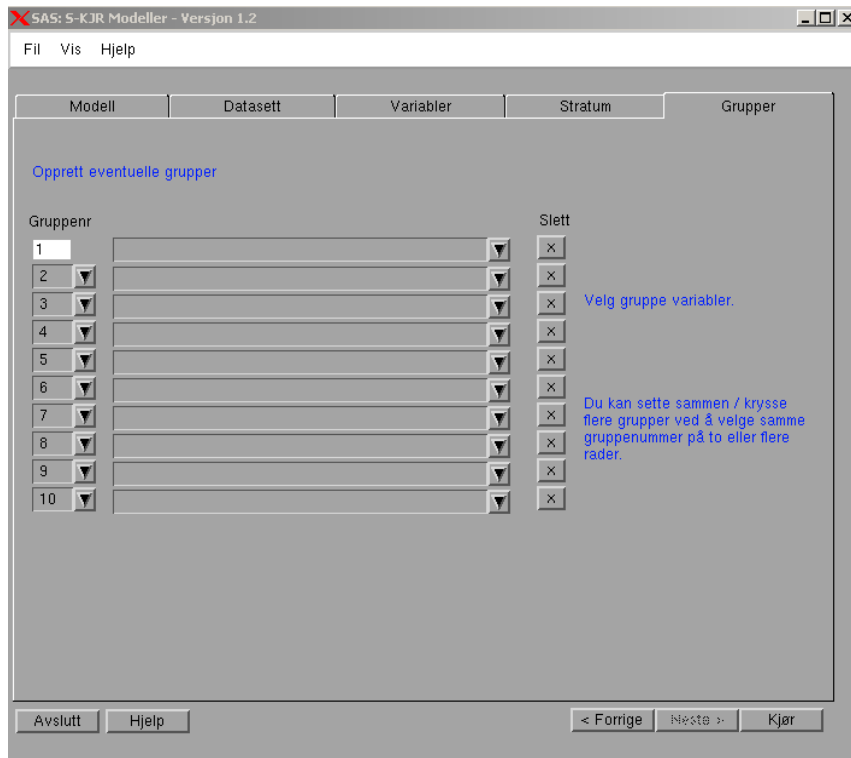 SAS: S-KJR Modeller - Versjon 1.2
Fil Vis Hjelp
Modell Datasett Variabler Stratum Grupper
Opprett eventuelle grupper
Gruppenr Slett
1 x
2 x
3 x Velg gruppe variabler.
4 x
5 x
6 x
7 x
8 x
9 x
10 x
Du kan sette sammen / krysse
flere grupper ved å velge samme
gruppenummer på to eller flere
rader.
Avslutt Hjelp < Forrige Neste > Kjør